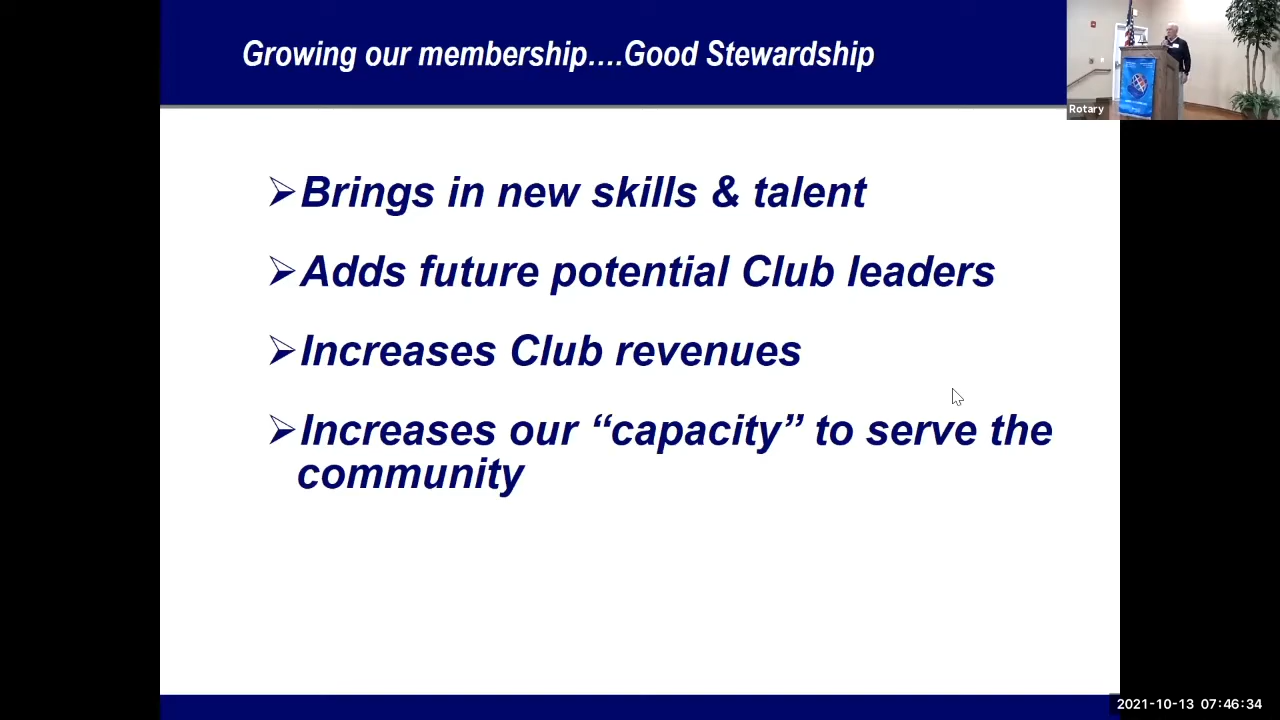 Growing our membership....Good Stewardship
Rotary
➢Brings in new skills & talent
➢Adds future potential Club leaders
➢Increases Club revenues
➢Increases our “capacity” to serve the
community
2021-10-13 07:46:34